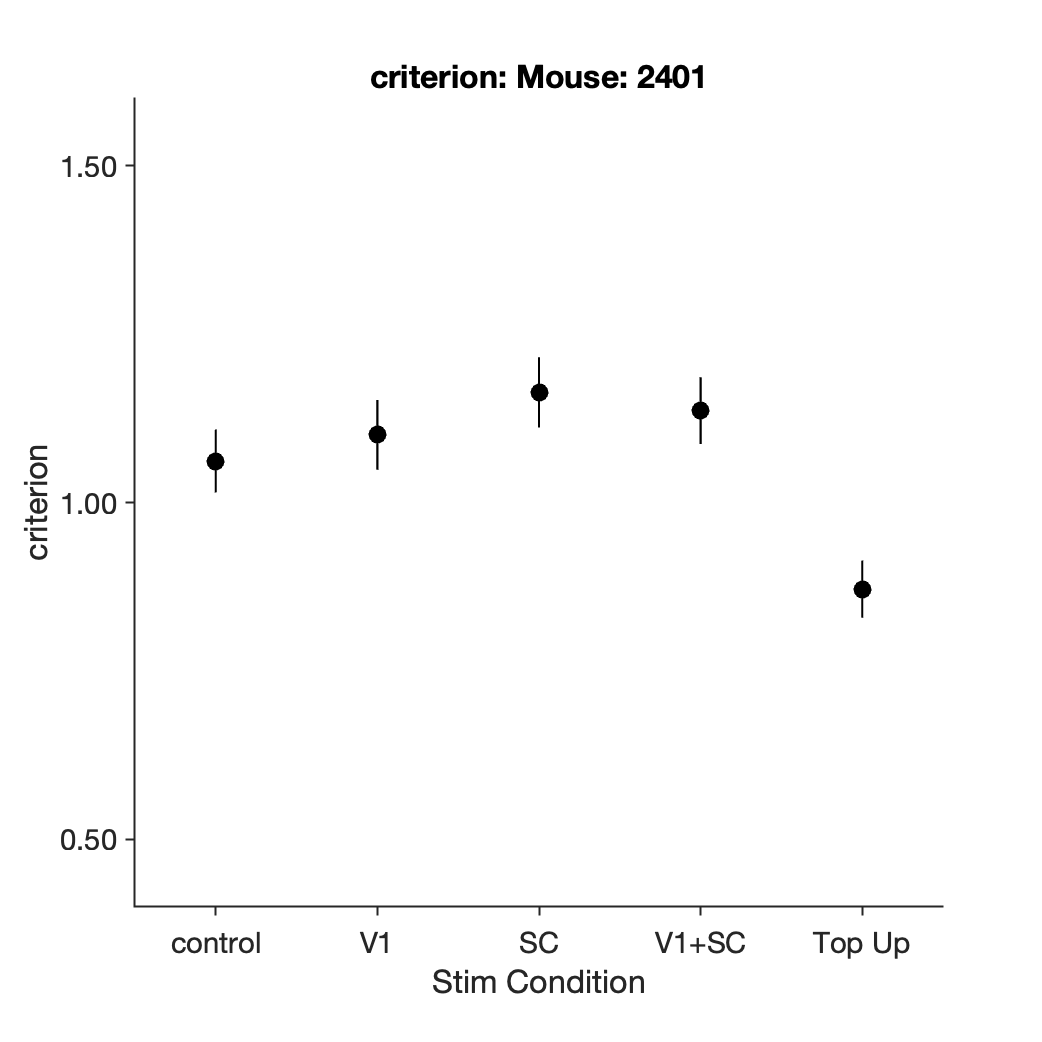 criterion: Mouse: 2401
1.50
1.00
0.50
criterion
control V1 SC V1+SC Top Up
Stim Condition